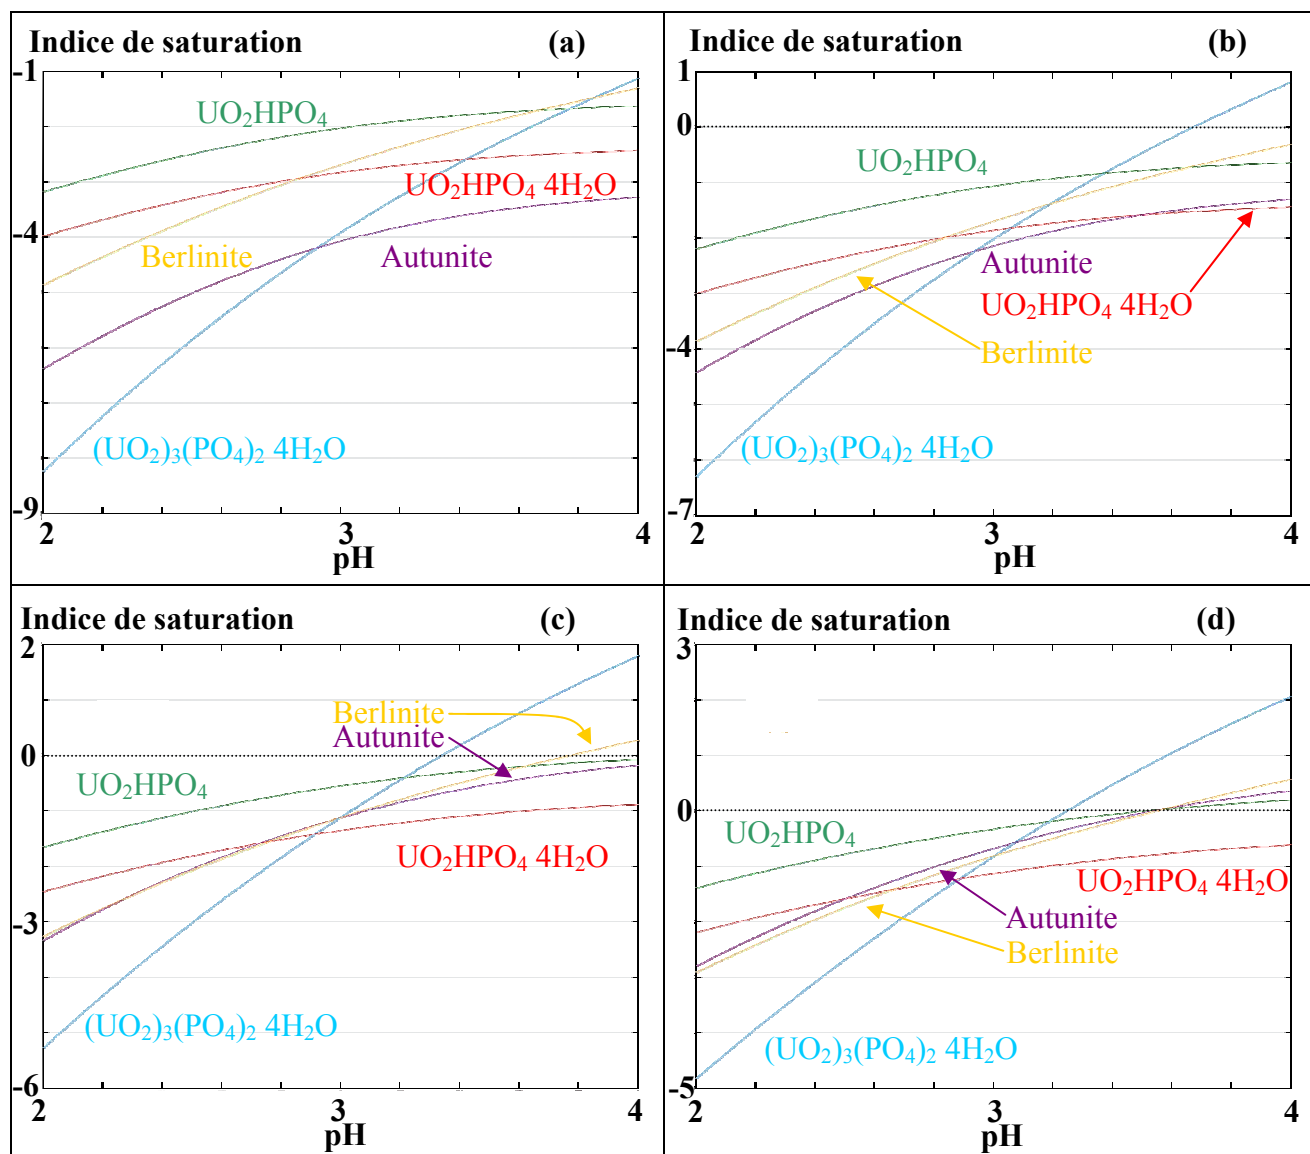 Indice de saturation (a)
-1
UO₂HPO₄
UO₂HPO₄ 4H₂O
-4
Berlinite
Autunite
(UO₂)₃(PO₄)₂ 4H₂O
-9
2 3 4
pH
Indice de saturation (b)
1
0
UO₂HPO₄
Autunite
UO₂HPO₄ 4H₂O
-4
Berlinite
(UO₂)₃(PO₄)₂ 4H₂O
-7
2 3 4
pH
Indice de saturation (c)
2
Berlinite
Autunite
0
UO₂HPO₄
UO₂HPO₄ 4H₂O
-3
(UO₂)₃(PO₄)₂ 4H₂O
-6
2 3 4
pH
Indice de saturation (d)
3
0
UO₂HPO₄
UO₂HPO₄ 4H₂O
Autunite
Berlinite
(UO₂)₃(PO₄)₂ 4H₂O
-5
2 3 4
pH